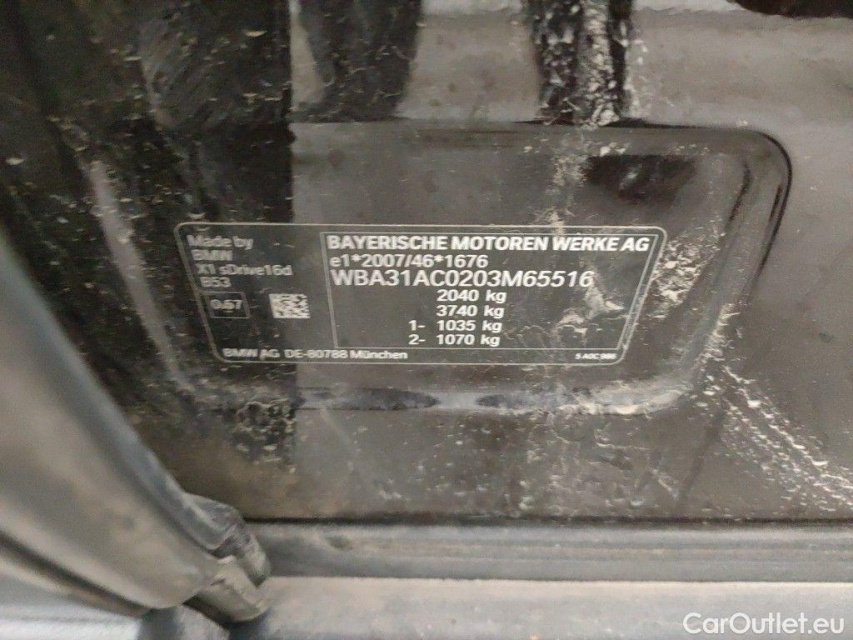 Made by
BMW
X1 sDrive16d
B53
0.67
BAYERISCHE MOTOREN WERKE AG
e1*2007/46*1676
WBA31AC0203M65516
2040 kg
3740 kg
1- 1035 kg
2- 1070 kg
BMW AG DE-80788 München
CarOutlet.eu